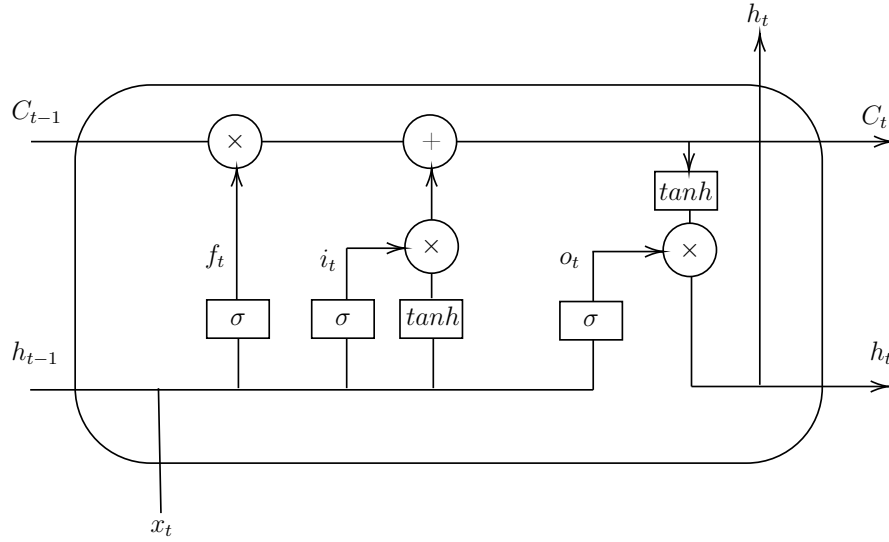 h_t
C_{t-1}
C_t
×
+
tanh
f_t
i_t
×
o_t
×
σ
σ
tanh
σ
h_{t-1}
h_t
x_t